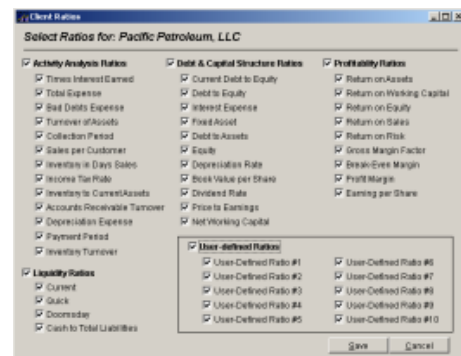 Client Ratios
Select Ratios for: Pacific Petroleum, LLC
Activity Analysis Ratios
Times Interest Earned
Total Expense
Bad Debts Expense
Turnover of Assets
Collection Period
Sales per Customer
Inventory in Days Sales
Income Tax Rate
Inventory to Current Assets
Accounts Receivable Turnover
Depreciation Expense
Payment Period
Inventory Turnover
Liquidity Ratios
Current
Quick
Doomsday
Cash to Total Liabilities
Debt & Capital Structure Ratios
Current Debt to Equity
Debt to Equity
Interest Expense
Fixed Asset
Debt to Assets
Equity
Depreciation Rate
Book Value per Share
Dividend Rate
Price to Earnings
Net Working Capital
Profitability Ratios
Return on Assets
Return on Working Capital
Return on Equity
Return on Sales
Return on Risk
Gross Margin Factor
Break-Even Margin
Profit Margin
Earning per Share
User-defined Ratios
User-Defined Ratio #1
User-Defined Ratio #2
User-Defined Ratio #3
User-Defined Ratio #4
User-Defined Ratio #5
User-Defined Ratio #6
User-Defined Ratio #7
User-Defined Ratio #8
User-Defined Ratio #9
User-Defined Ratio #10
Save
Cancel